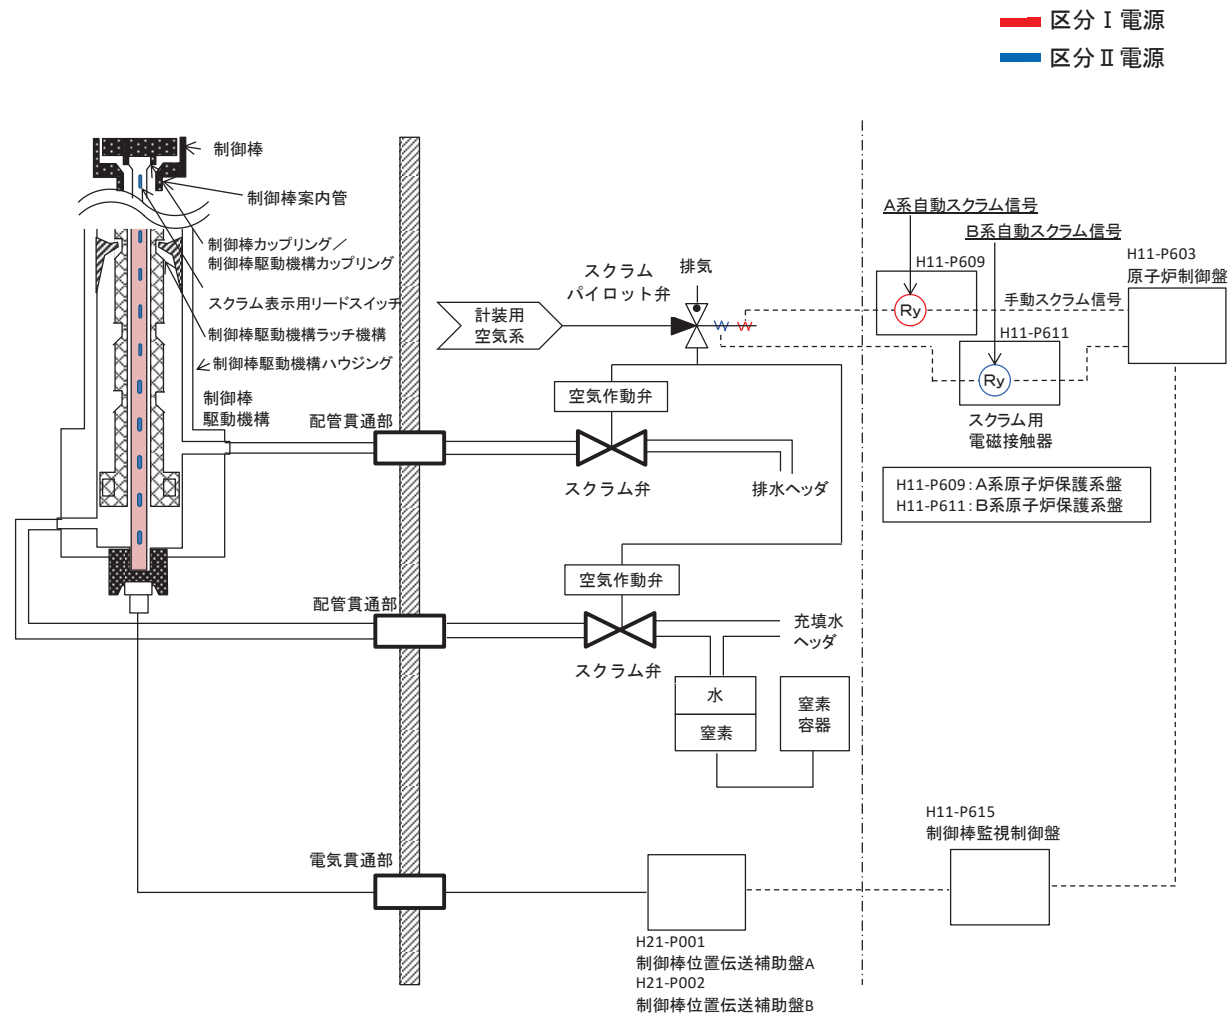 区分Ⅰ電源
区分Ⅱ電源
制御棒
制御棒案内管
制御棒カップリング／
制御棒駆動機構カップリング
スクラム表示用リードスイッチ
制御棒駆動機構ラッチ機構
制御棒駆動機構ハウジング
制御棒
駆動機構
配管貫通部
計装用
空気系
スクラム
パイロット弁
排気
空気作動弁
スクラム弁
排水ヘッダ
A系自動スクラム信号
B系自動スクラム信号
H11-P609
Ry
手動スクラム信号
H11-P603
原子炉制御盤
H11-P611
Ry
スクラム用
電磁接触器
H11-P609：A系原子炉保護系盤
H11-P611：B系原子炉保護系盤
配管貫通部
空気作動弁
スクラム弁
充填水
ヘッダ
水
窒素
窒素
容器
電気貫通部
H21-P001
制御棒位置伝送補助盤A
H21-P002
制御棒位置伝送補助盤B
H11-P615
制御棒監視制御盤